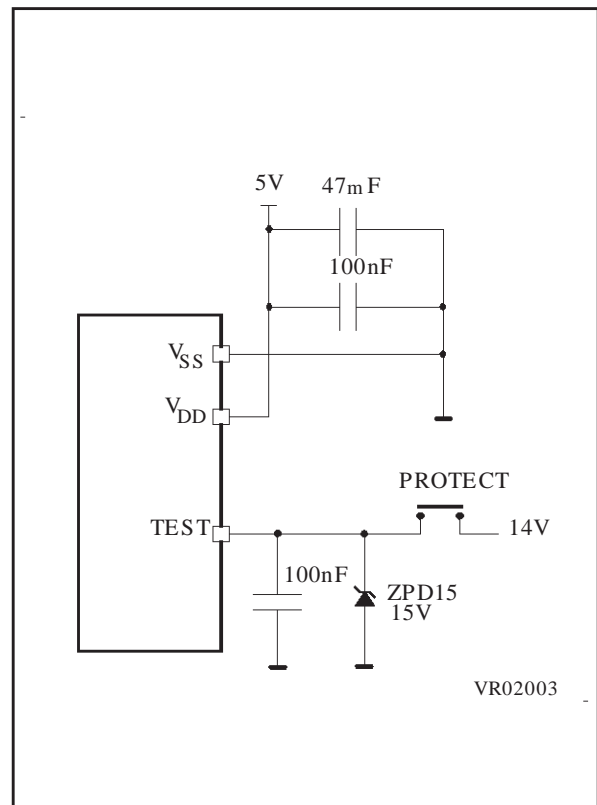 5V 47mF
100nF
VSS
VDD
PROTECT
TEST 14V
100nF ZPD15
15V
VR02003